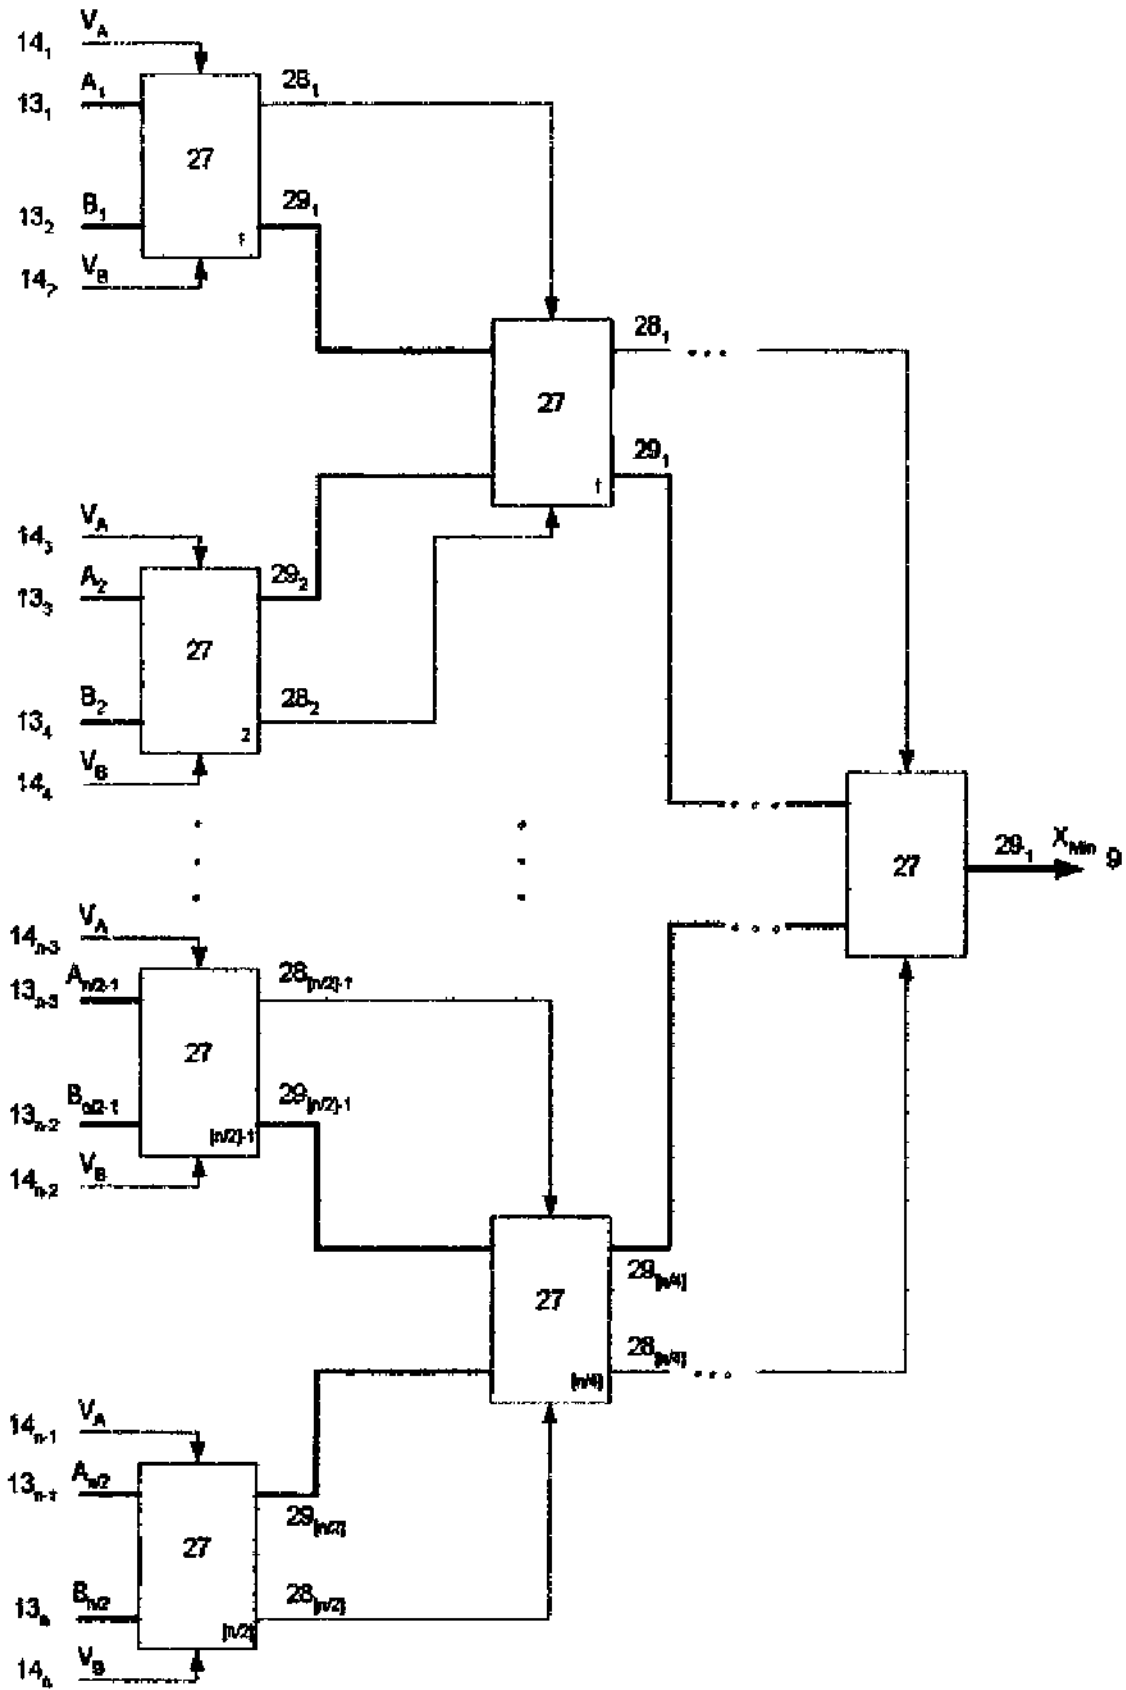 14₁ V_A
13₁ A₁
27
28₁
13₂ B₁
1
29₁
14₂ V_B
27
1
28₁
...
29₁
14₃ V_A
13₃ A₂
27
29₂
13₄ B₂
2
28₂
14₄ V_B
...
27
29₁ X_Min 9
...
14ₙ₋₃ V_A
13ₙ₋₃ A_n/2-1
27
28_[n/2]-1
13ₙ₋₂ B_n/2-1
[n/2]-1
29_[n/2]-1
14ₙ₋₂ V_B
27
[n/4]
29_[n/4]
28_[n/4]
...
14ₙ₋₁ V_A
13ₙ₋₁ A_n/2
27
29_[n/2]
13ₙ B_n/2
[n/2]
28_[n/2]
14ₙ V_B